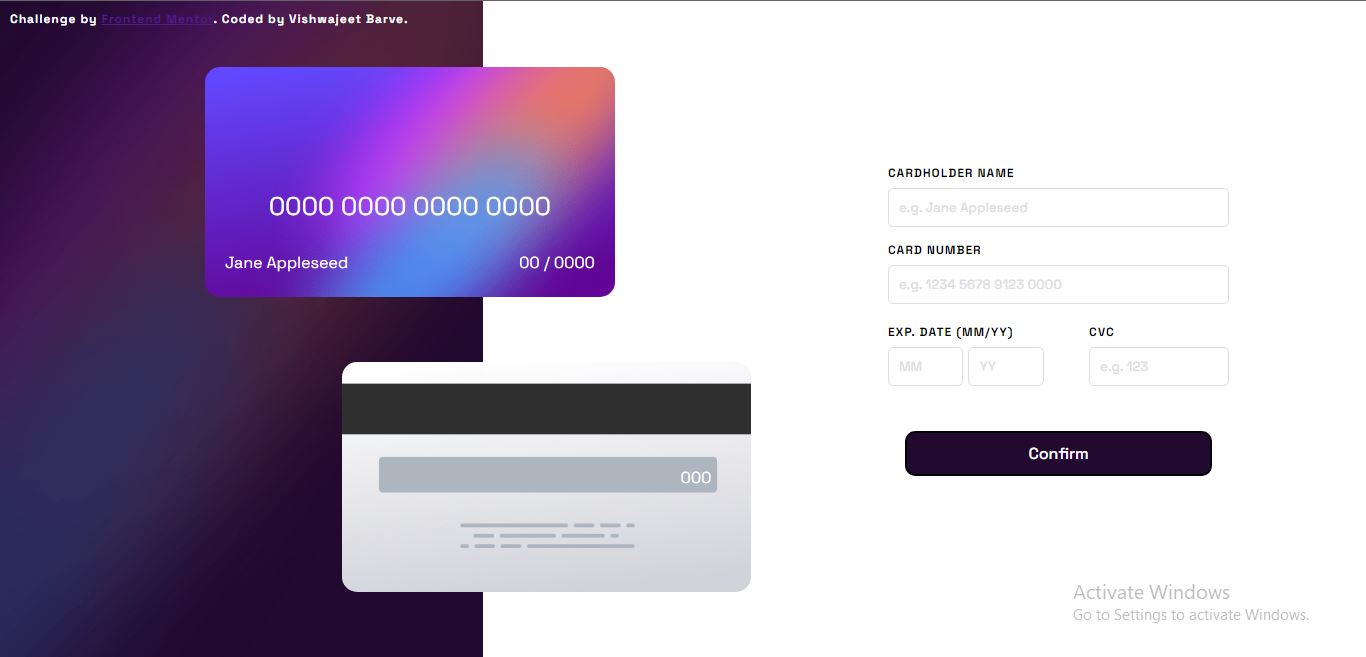 Challenge by Frontend Mentor. Coded by Vishwajeet Barve.
0000 0000 0000 0000
Jane Appleseed 00 / 0000
000
CARDHOLDER NAME
e.g. Jane Appleseed
CARD NUMBER
e.g. 1234 5678 9123 0000
EXP. DATE (MM/YY) CVC
MM YY e.g. 123
Confirm
Activate Windows
Go to Settings to activate Windows.